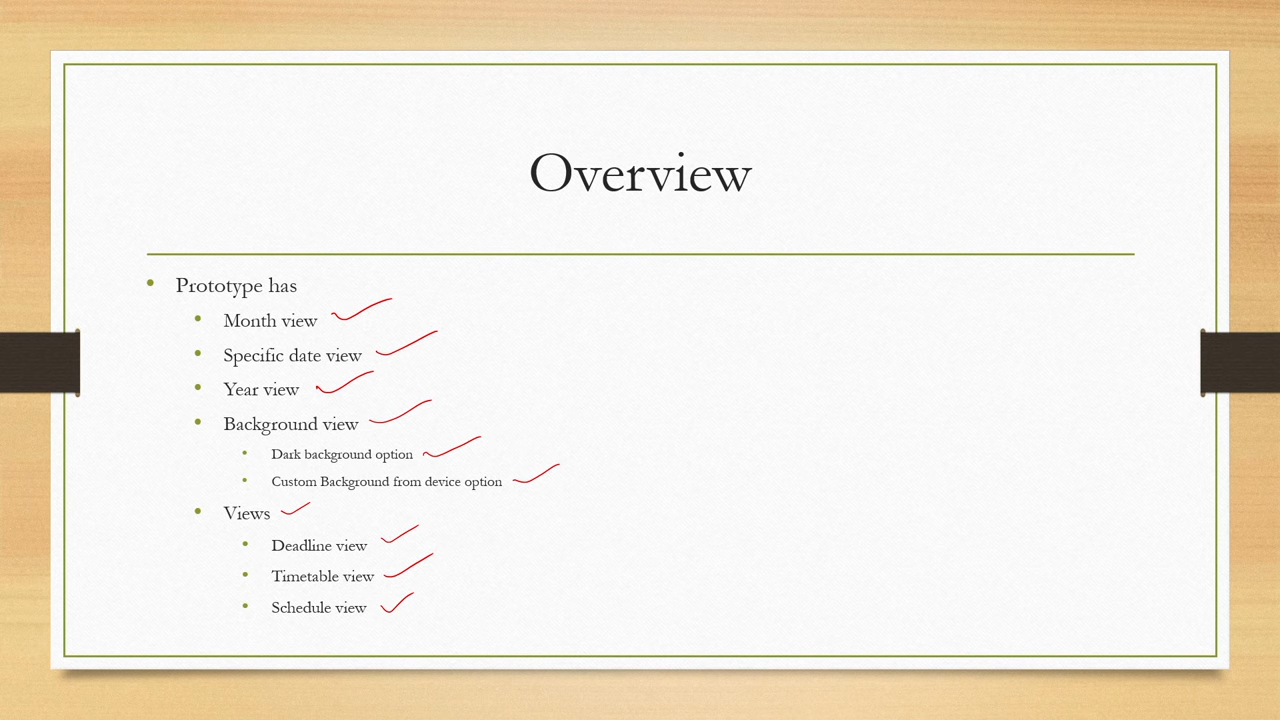 Overview
Prototype has
Month view
Specific date view
Year view
Background view
Dark background option
Custom Background from device option
Views
Deadline view
Timetable view
Schedule view